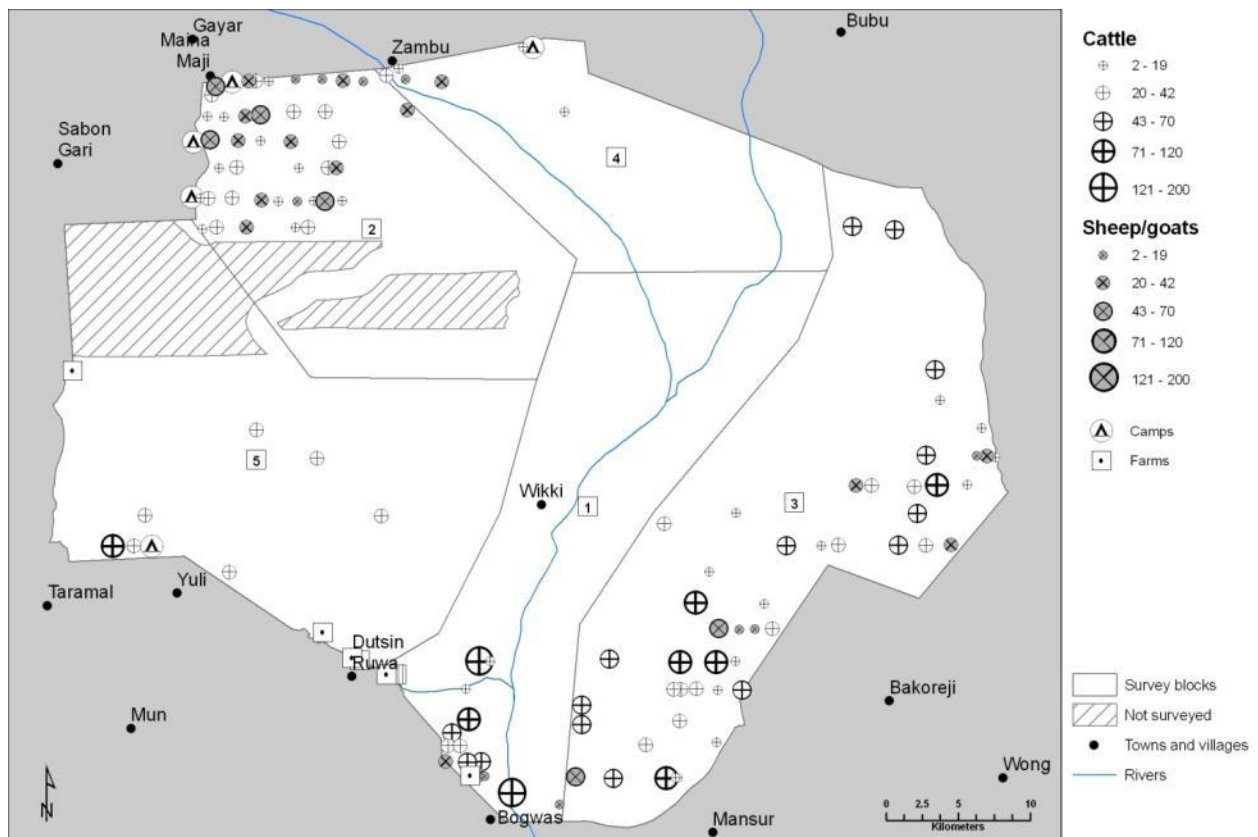 Gayar
Maina
Maji
Zambu
Bubu
Sabon
Gari
4
2
5
Wikki
1
3
Taramal
Yuli
Dutsin
Ruwa
Bakoreji
Mun
Wong
Bogwas
Mansur
N
0 2.5 5 10
Kilometers
Cattle
2 - 19
20 - 42
43 - 70
71 - 120
121 - 200
Sheep/goats
2 - 19
20 - 42
43 - 70
71 - 120
121 - 200
Camps
Farms
Survey blocks
Not surveyed
Towns and villages
Rivers